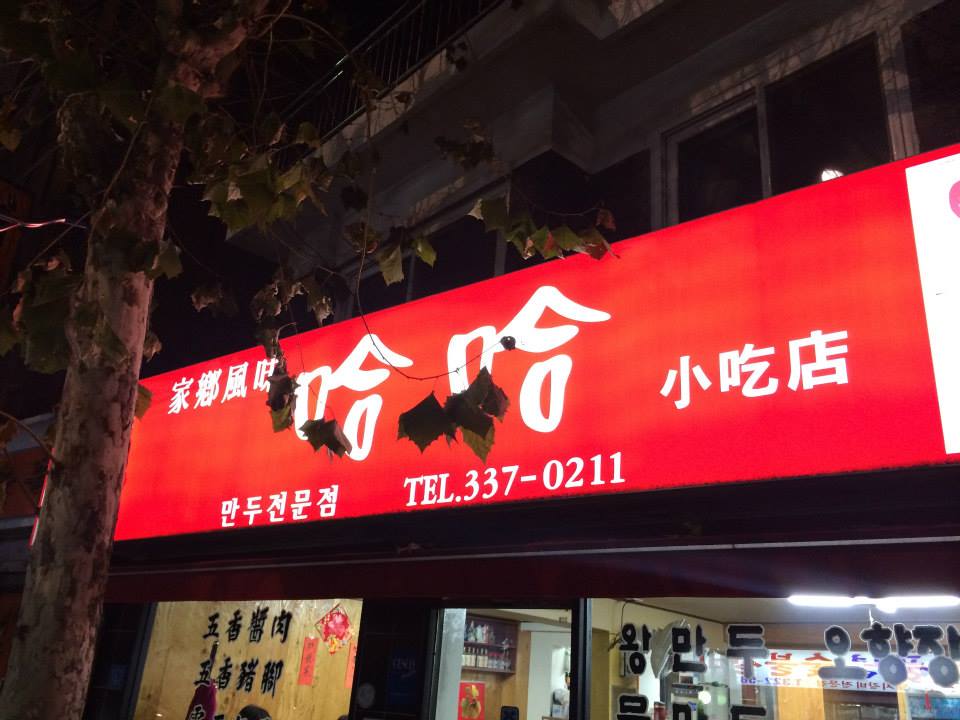 家鄉風味
哈哈
小吃店
만두전문점
TEL.337-0211
五香醬肉
五香豬腳
왕만두
오향장